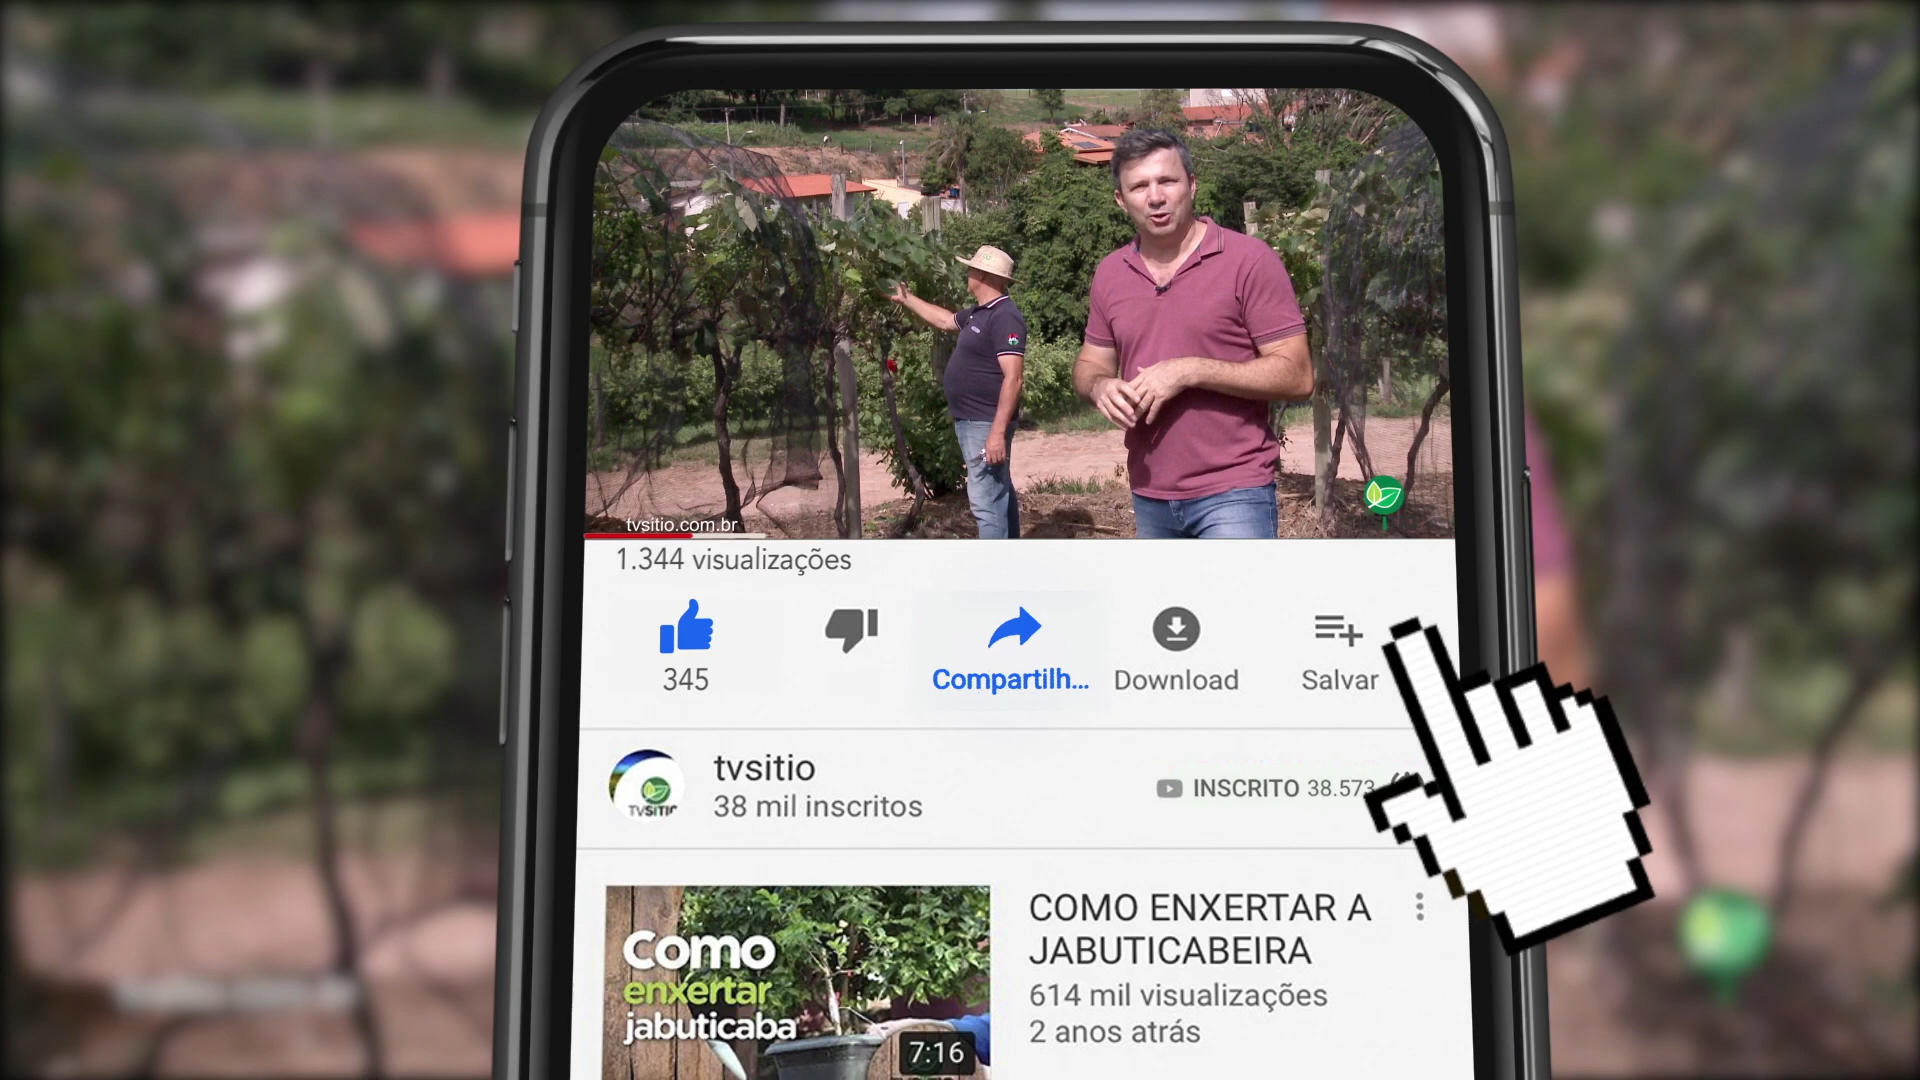 tvsitio.com.br
1.344 visualizações
345
Compartilh...
Download
Salvar
tvsitio
38 mil inscritos
INSCRITO 38.573
TVSITIO
COMO ENXERTAR A
JABUTICABEIRA
614 mil visualizações
2 anos atrás
Como
enxertar
jabuticaba
7:16